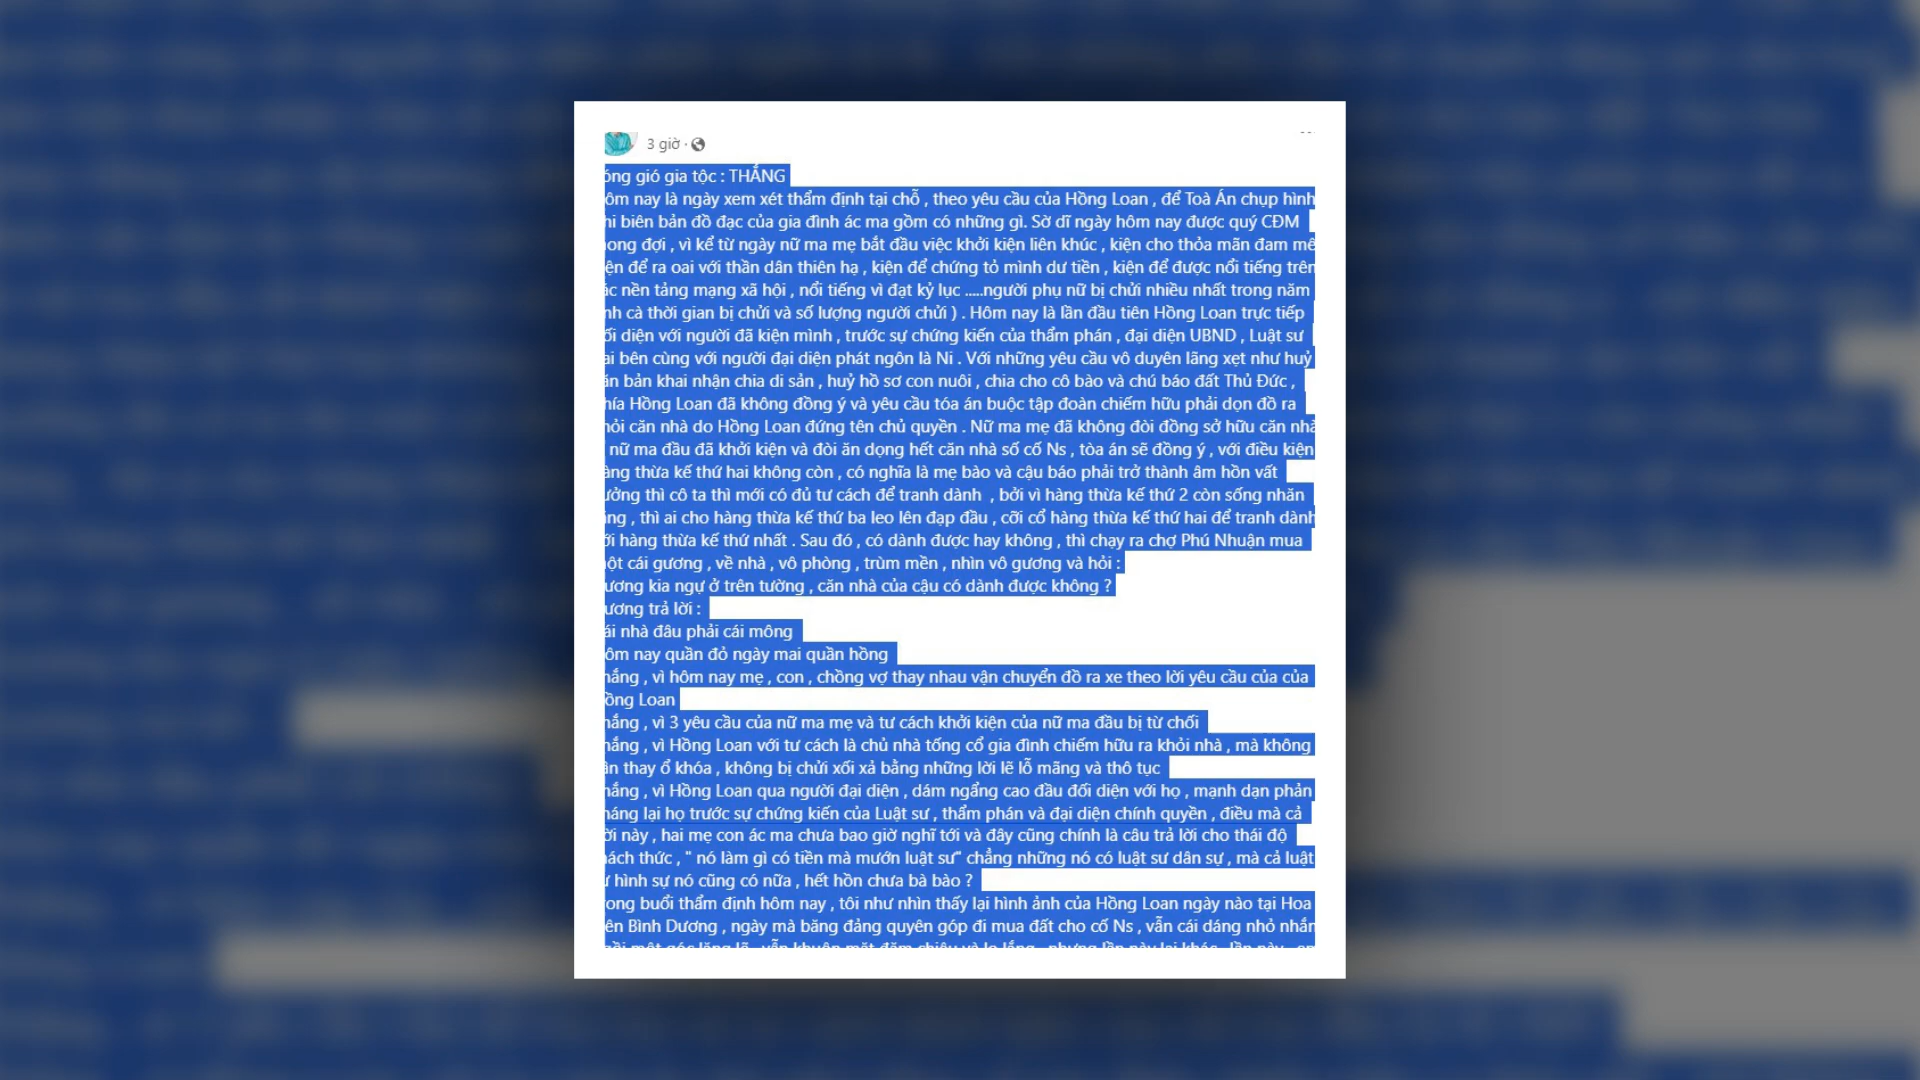 3 giờ ·
óng gió gia tộc : THẮNG
ôm nay là ngày xem xét thẩm định tại chỗ , theo yêu cầu của Hồng Loan , để Toà Án chụp hình
hi biên bản đồ đạc của gia đình ác ma gồm có những gì. Sờ dĩ ngày hôm nay được quý CĐM
ong đợi , vì kể từ ngày nữ ma mẹ bắt đầu việc khởi kiện liên khúc , kiện cho thỏa mãn đam mê
ện để ra oai với thần dân thiên hạ , kiện để chứng tỏ mình dư tiền , kiện để được nổi tiếng trên
ác nền tảng mạng xã hội , nổi tiếng vì đạt kỷ lục .....người phụ nữ bị chửi nhiều nhất trong năm
nh cà thời gian bị chửi và số lượng người chửi ) . Hôm nay là lần đầu tiên Hồng Loan trực tiếp
ối diện với người đã kiện mình , trước sự chứng kiến của thẩm phán , đại diện UBND , Luật sư
ai bên cùng với người đại diện phát ngôn là Ni . Với những yêu cầu vô duyên lãng xẹt như huỷ
ăn bản khai nhận chia di sản , huỷ hồ sơ con nuôi , chia cho cô bào và chú báo đất Thủ Đức ,
hía Hồng Loan đã không đồng ý và yêu cầu tóa án buộc tập đoàn chiếm hữu phải dọn đồ ra
hỏi căn nhà do Hồng Loan đứng tên chủ quyền . Nữ ma mẹ đã không đòi đồng sở hữu căn nhà
nữ ma đầu đã khởi kiện và đòi ăn dọng hết căn nhà số cố Ns , tòa án sẽ đồng ý , với điều kiện
àng thừa kế thứ hai không còn , có nghĩa là mẹ bào và cậu báo phải trở thành âm hồn vất
ưởng thì cô ta thì mới có đủ tư cách để tranh dành , bởi vì hàng thừa kế thứ 2 còn sống nhăn
ăng , thì ai cho hàng thừa kế thứ ba leo lên đạp đầu , cỡi cổ hàng thừa kế thứ hai để tranh dành
ới hàng thừa kế thứ nhất . Sau đó , có dành được hay không , thì chạy ra chợ Phú Nhuận mua
ột cái gương , về nhà , vô phòng , trùm mền , nhìn vô gương và hỏi :
ương kia ngự ở trên tường , căn nhà của cậu có dành được không ?
ương trả lời :
ái nhà đâu phải cái mông
ôm nay quần đỏ ngày mai quần hồng
hắng , vì hôm nay mẹ , con , chồng vợ thay nhau vận chuyển đồ ra xe theo lời yêu cầu của của
ồng Loan
hắng , vì 3 yêu cầu của nữ ma mẹ và tư cách khởi kiện của nữ ma đầu bị từ chối
hắng , vì Hồng Loan với tư cách là chủ nhà tống cổ gia đình chiếm hữu ra khỏi nhà , mà không
ần thay ổ khóa , không bị chửi xối xả bằng những lời lẽ lỗ mãng và thô tục
hắng , vì Hồng Loan qua người đại diện , dám ngẩng cao đầu đối diện với họ , mạnh dạn phản
háng lại họ trước sự chứng kiến của Luật sư , thẩm phán và đại diện chính quyền , điều mà cả
ời này , hai mẹ con ác ma chưa bao giờ nghĩ tới và đây cũng chính là câu trả lời cho thái độ
hách thức , " nó làm gì có tiền mà mướn luật sư" chẳng những nó có luật sư dân sự , mà cả luật
ư hình sự nó cũng có nữa , hết hồn chưa bà bào ?
rong buổi thẩm định hôm nay , tôi như nhìn thấy lại hình ảnh của Hồng Loan ngày nào tại Hoa
ên Bình Dương , ngày mà băng đảng quyên góp đi mua đất cho cố Ns , vẫn cái dáng nhỏ nhắn
gồi một góc lặng lẽ , vẫn khuôn mặt đăm chiêu và lo lắng , nhưng lần này lại khác , lần này